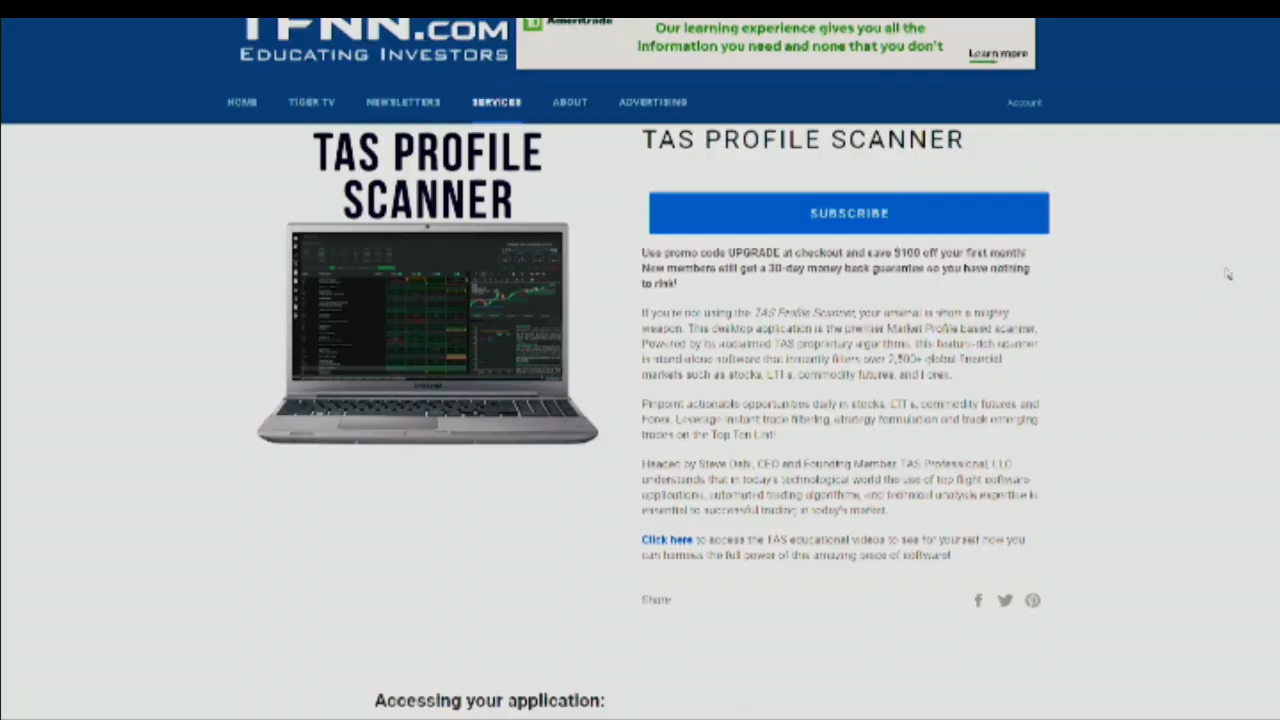 TFNN.COM
EDUCATING INVESTORS
Ameritrade
Our learning experience gives you all the
information you need and none that you don't
Learn more
HOME TIGER TV NEWSLETTERS SERVICES ABOUT ADVERTISING Account
TAS PROFILE
SCANNER
TAS PROFILE SCANNER
SUBSCRIBE
Use promo code UPGRADE at checkout and save $100 off your first month!
New members still get a 30-day money back guarantee so you have nothing
to risk!
If you're not using the TAS Profile Scanner, your arsenal is short a mighty
weapon. This desktop application is the premier Market Profile based scanner.
Powered by its acclaimed TAS proprietary algorithms, this feature-rich scanner
is stand-alone software that instantly filters over 2,500+ global financial
markets such as stocks, ETFs, commodity futures, and Forex.
Pinpoint actionable opportunities daily in stocks, ETFs, commodity futures and
Forex. Leverage instant trade filtering, strategy formulation and track emerging
trades on the Top Ten List!
Headed by Steve Dahl, CEO and Founding Member, TAS Professional, LLC
understands that in today's technological world the use of top flight software
applications, automated trading algorithms, and technical analysis expertise is
essential to successful trading in today's market.
Click here to access the TAS educational videos to see for yourself how you
can harness the full power of this amazing piece of software!
Share
Accessing your application: